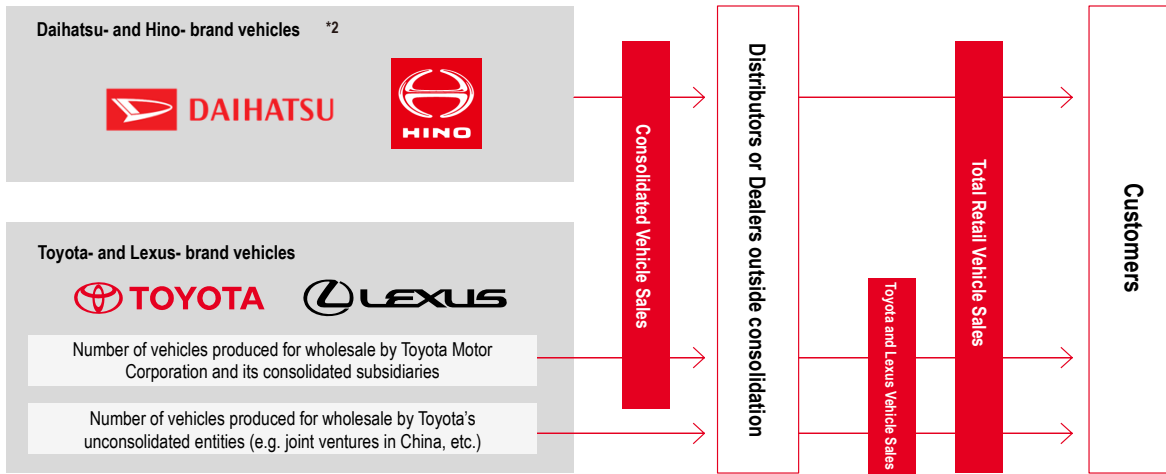 Daihatsu- and Hino- brand vehicles *2
DAIHATSU
HINO
Toyota- and Lexus- brand vehicles
TOYOTA
LEXUS
Number of vehicles produced for wholesale by Toyota Motor
Corporation and its consolidated subsidiaries
Number of vehicles produced for wholesale by Toyota’s
unconsolidated entities (e.g. joint ventures in China, etc.)
Consolidated Vehicle Sales
Distributors or Dealers outside consolidation
Toyota and Lexus Vehicle Sales
Total Retail Vehicle Sales
Customers